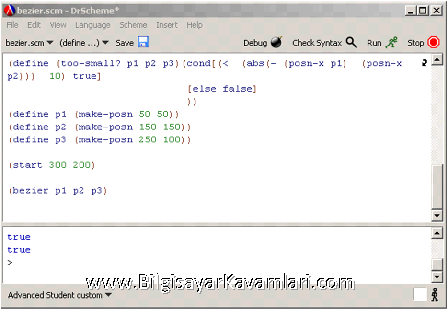 bezier.scm - DrScheme*
File Edit View Language Scheme Insert Help
bezier.scm (define ...) Save Debug Check Syntax Run Stop
(define (too-small? p1 p2 p3)(cond[(< (abs(- (posn-x p1) (posn-x
p2))) 10) true]
[else false]
))
(define p1 (make-posn 50 50))
(define p2 (make-posn 150 150))
(define p3 (make-posn 250 100))
(start 300 200)
(bezier p1 p2 p3)
true
true
>
www.BilgisayarKavamlari.com
Advanced Student custom